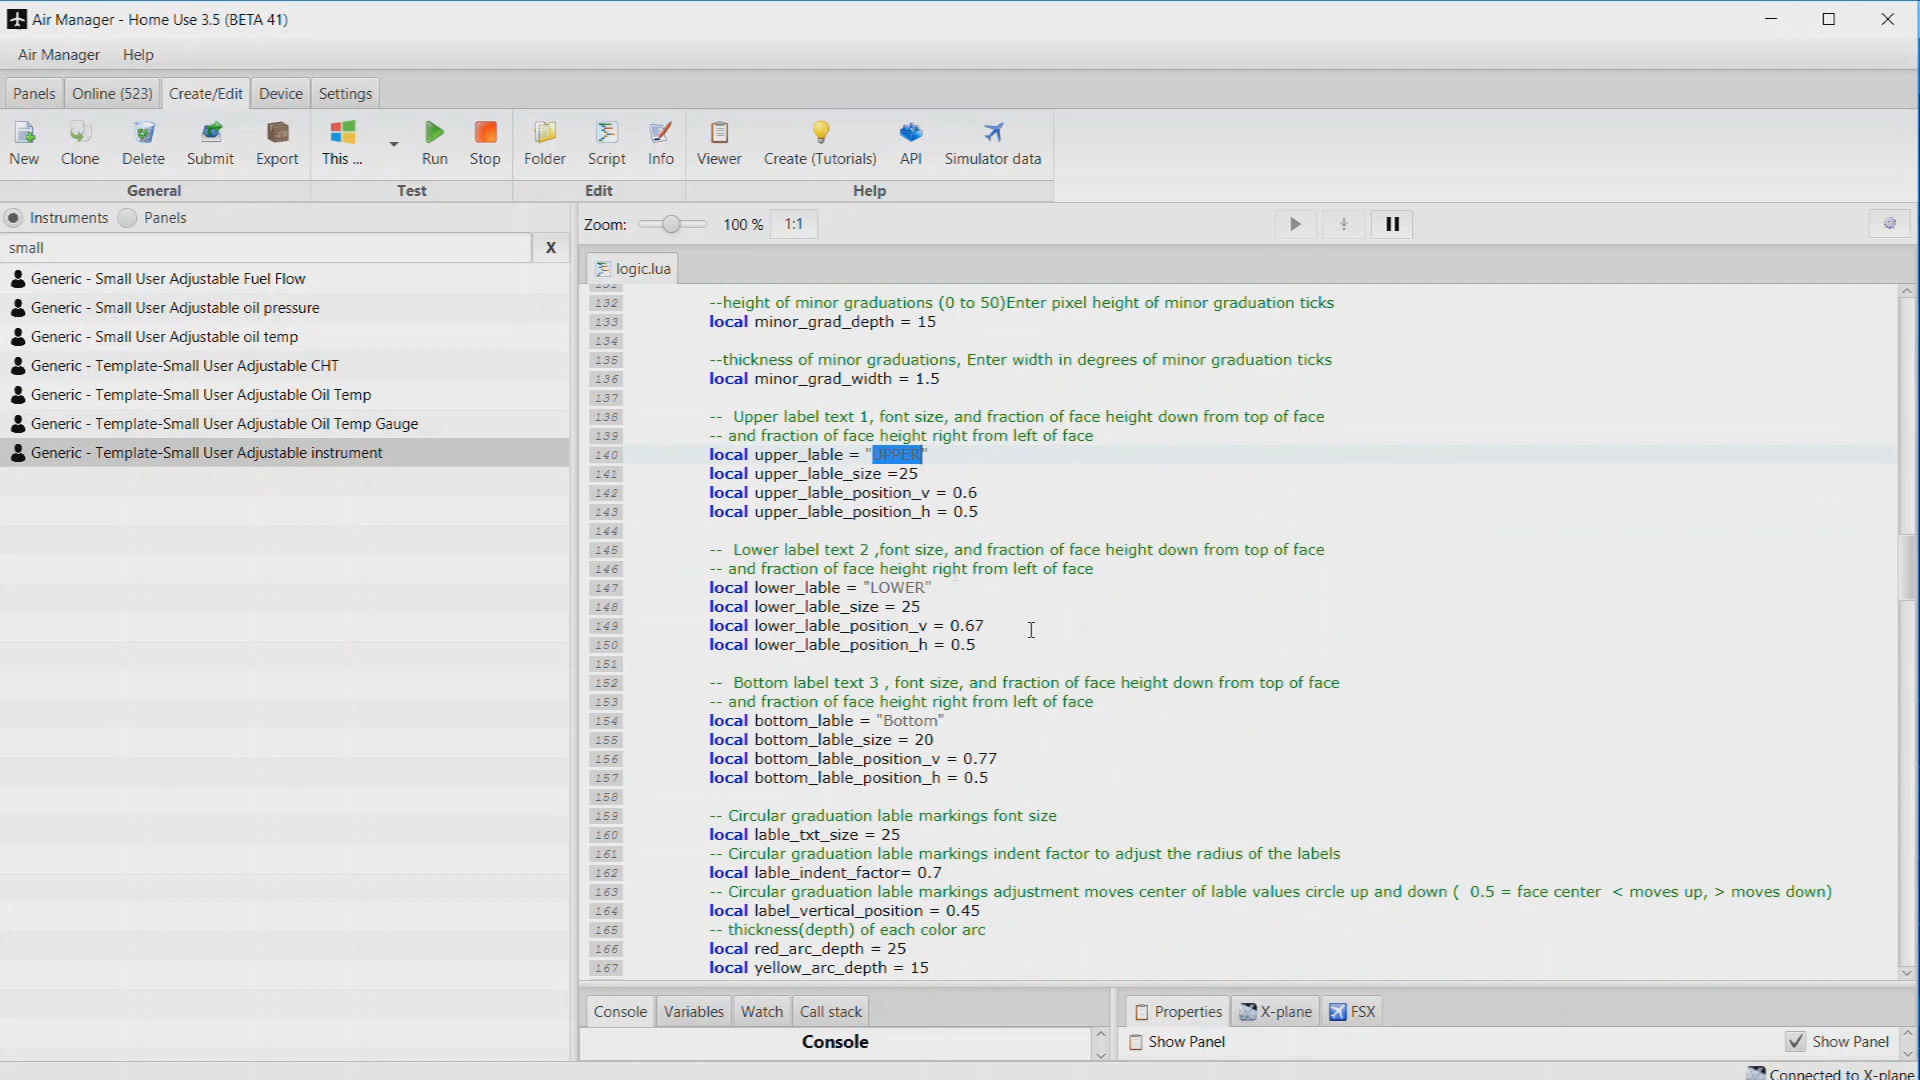 Air Manager - Home Use 3.5 (BETA 41)
Air Manager Help
Panels Online (523) Create/Edit Device Settings
New Clone Delete Submit Export This ... Run Stop Folder Script Info Viewer Create (Tutorials) API Simulator data
General Test Edit Help
Instruments Panels
Zoom: 100 % 1:1
small X
logic.lua
Generic - Small User Adjustable Fuel Flow
Generic - Small User Adjustable oil pressure
Generic - Small User Adjustable oil temp
Generic - Template-Small User Adjustable CHT
Generic - Template-Small User Adjustable Oil Temp
Generic - Template-Small User Adjustable Oil Temp Gauge
Generic - Template-Small User Adjustable instrument
131
132 --height of minor graduations (0 to 50)Enter pixel height of minor graduation ticks
133 local minor_grad_depth = 15
134
135 --thickness of minor graduations, Enter width in degrees of minor graduation ticks
136 local minor_grad_width = 1.5
137
138 -- Upper label text 1, font size, and fraction of face height down from top of face
139 -- and fraction of face height right from left of face
140 local upper_lable = "UPPER"
141 local upper_lable_size =25
142 local upper_lable_position_v = 0.6
143 local upper_lable_position_h = 0.5
144
145 -- Lower label text 2 ,font size, and fraction of face height down from top of face
146 -- and fraction of face height right from left of face
147 local lower_lable = "LOWER"
148 local lower_lable_size = 25
149 local lower_lable_position_v = 0.67
150 local lower_lable_position_h = 0.5
151
152 -- Bottom label text 3 , font size, and fraction of face height down from top of face
153 -- and fraction of face height right from left of face
154 local bottom_lable = "Bottom"
155 local bottom_lable_size = 20
156 local bottom_lable_position_v = 0.77
157 local bottom_lable_position_h = 0.5
158
159 -- Circular graduation lable markings font size
160 local lable_txt_size = 25
161 -- Circular graduation lable markings indent factor to adjust the radius of the labels
162 local lable_indent_factor= 0.7
163 -- Circular graduation lable markings adjustment moves center of lable values circle up and down ( 0.5 = face center < moves up, > moves down)
164 local label_vertical_position = 0.45
165 -- thickness(depth) of each color arc
166 local red_arc_depth = 25
167 local yellow_arc_depth = 15
Console Variables Watch Call stack
Console
Properties X-plane FSX
Show Panel Show Panel
Connected to X-plane